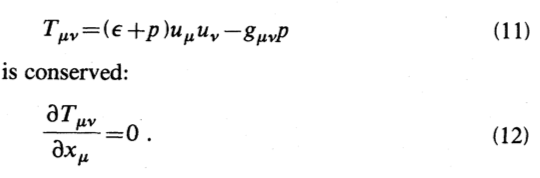 T_{μν}=(ϵ+p)u_μu_ν−g_{μν}p (11)
is conserved:
∂T_{μν}/∂x_μ=0 . (12)